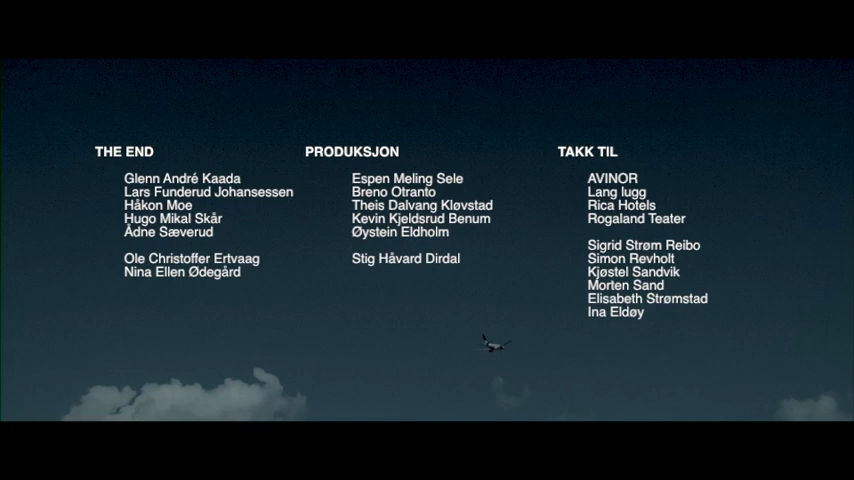 THE END
Glenn André Kaada
Lars Funderud Johansessen
Håkon Moe
Hugo Mikal Skår
Ådne Sæverud
Ole Christoffer Ertvaag
Nina Ellen Ødegård
PRODUKSJON
Espen Meling Sele
Breno Otranto
Theis Dalvang Kløvstad
Kevin Kjeldsrud Benum
Øystein Eldholm
Stig Håvard Dirdal
TAKK TIL
AVINOR
Lang lugg
Rica Hotels
Rogaland Teater
Sigrid Strøm Reibo
Simon Revholt
Kjøstel Sandvik
Morten Sand
Elisabeth Strømstad
Ina Eldøy